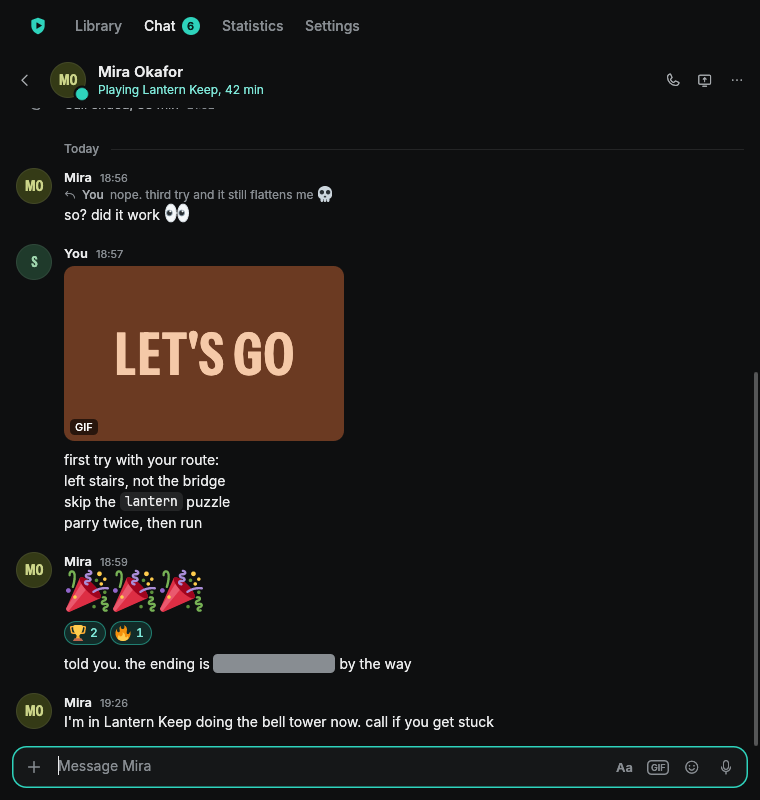 Library Chat 6 Statistics Settings
MO Mira Okafor
Playing Lantern Keep, 42 min
Today
MO Mira 18:56
You nope. third try and it still flattens me 💀
so? did it work 👀
S You 18:57
LET'S GO
GIF
first try with your route:
left stairs, not the bridge
skip the lantern puzzle
parry twice, then run
MO Mira 18:59
🎉🎉🎉
🏆 2 🔥 1
told you. the ending is by the way
MO Mira 19:26
I'm in Lantern Keep doing the bell tower now. call if you get stuck
Message Mira Aa GIF